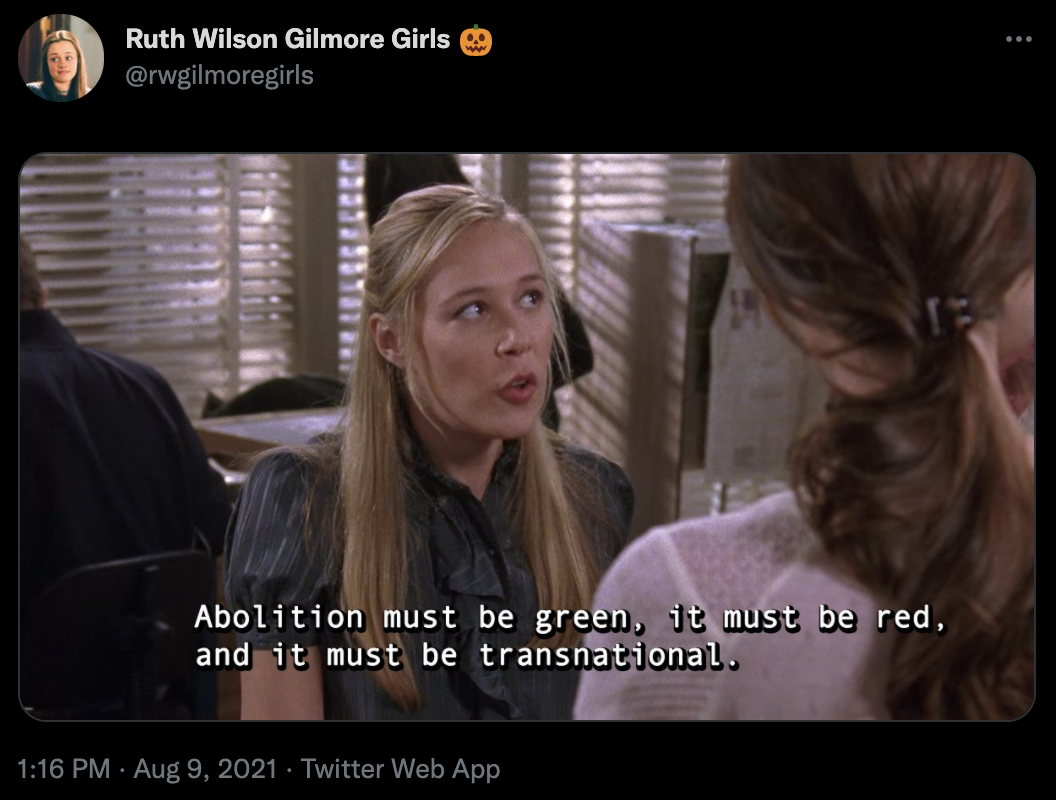 Ruth Wilson Gilmore Girls 🎃
@rwgilmoregirls
Abolition must be green, it must be red,
and it must be transnational.
1:16 PM · Aug 9, 2021 · Twitter Web App